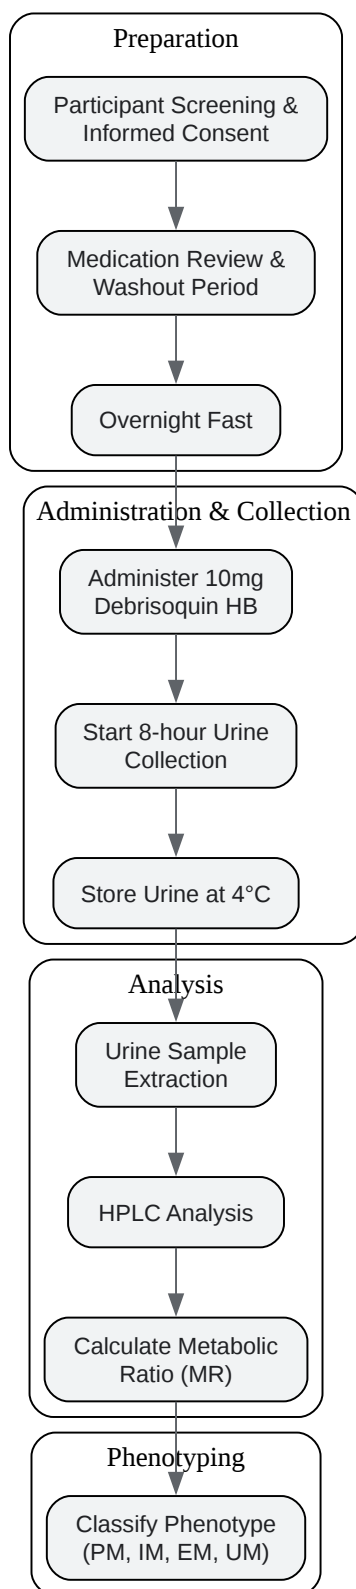 Preparation
Participant Screening &
Informed Consent
Medication Review &
Washout Period
Overnight Fast
Administration & Collection
Administer 10mg
Debrisoquin HB
Start 8-hour Urine
Collection
Store Urine at 4°C
Analysis
Urine Sample
Extraction
HPLC Analysis
Calculate Metabolic
Ratio (MR)
Phenotyping
Classify Phenotype
(PM, IM, EM, UM)